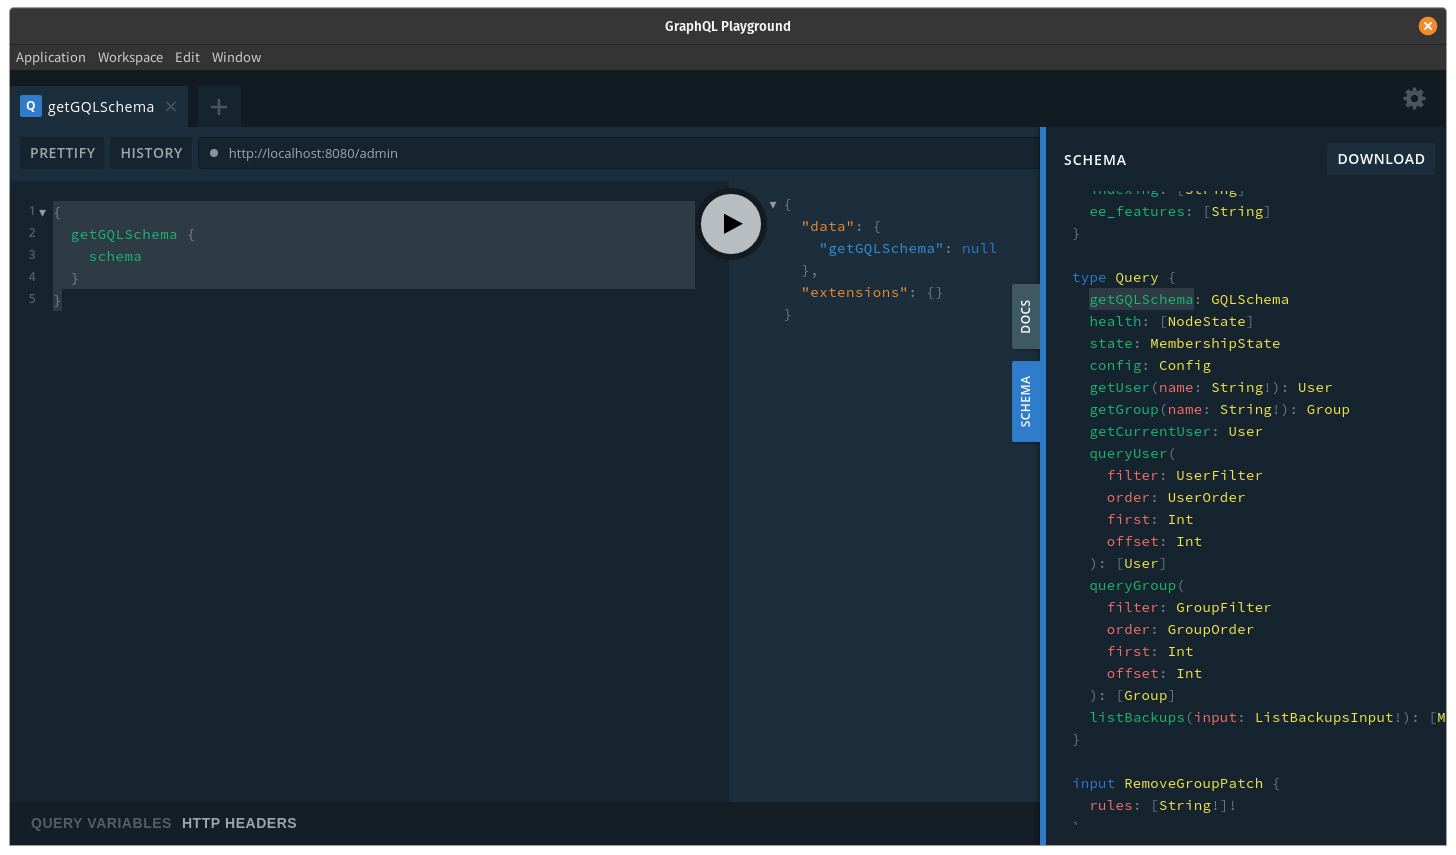 GraphQL Playground
Application Workspace Edit Window
Q getGQLSchema
PRETTIFY HISTORY http://localhost:8080/admin
1 {
2 getGQLSchema {
3 schema
4 }
5 }
{
"data": {
"getGQLSchema": null
},
"extensions": {}
}
DOCS
SCHEMA
SCHEMA DOWNLOAD
indexing: [String]
ee_features: [String]
}
type Query {
getGQLSchema: GQLSchema
health: [NodeState]
state: MembershipState
config: Config
getUser(name: String!): User
getGroup(name: String!): Group
getCurrentUser: User
queryUser(
filter: UserFilter
order: UserOrder
first: Int
offset: Int
): [User]
queryGroup(
filter: GroupFilter
order: GroupOrder
first: Int
offset: Int
): [Group]
listBackups(input: ListBackupsInput!): [M
}
input RemoveGroupPatch {
rules: [String!]!
}
QUERY VARIABLES HTTP HEADERS